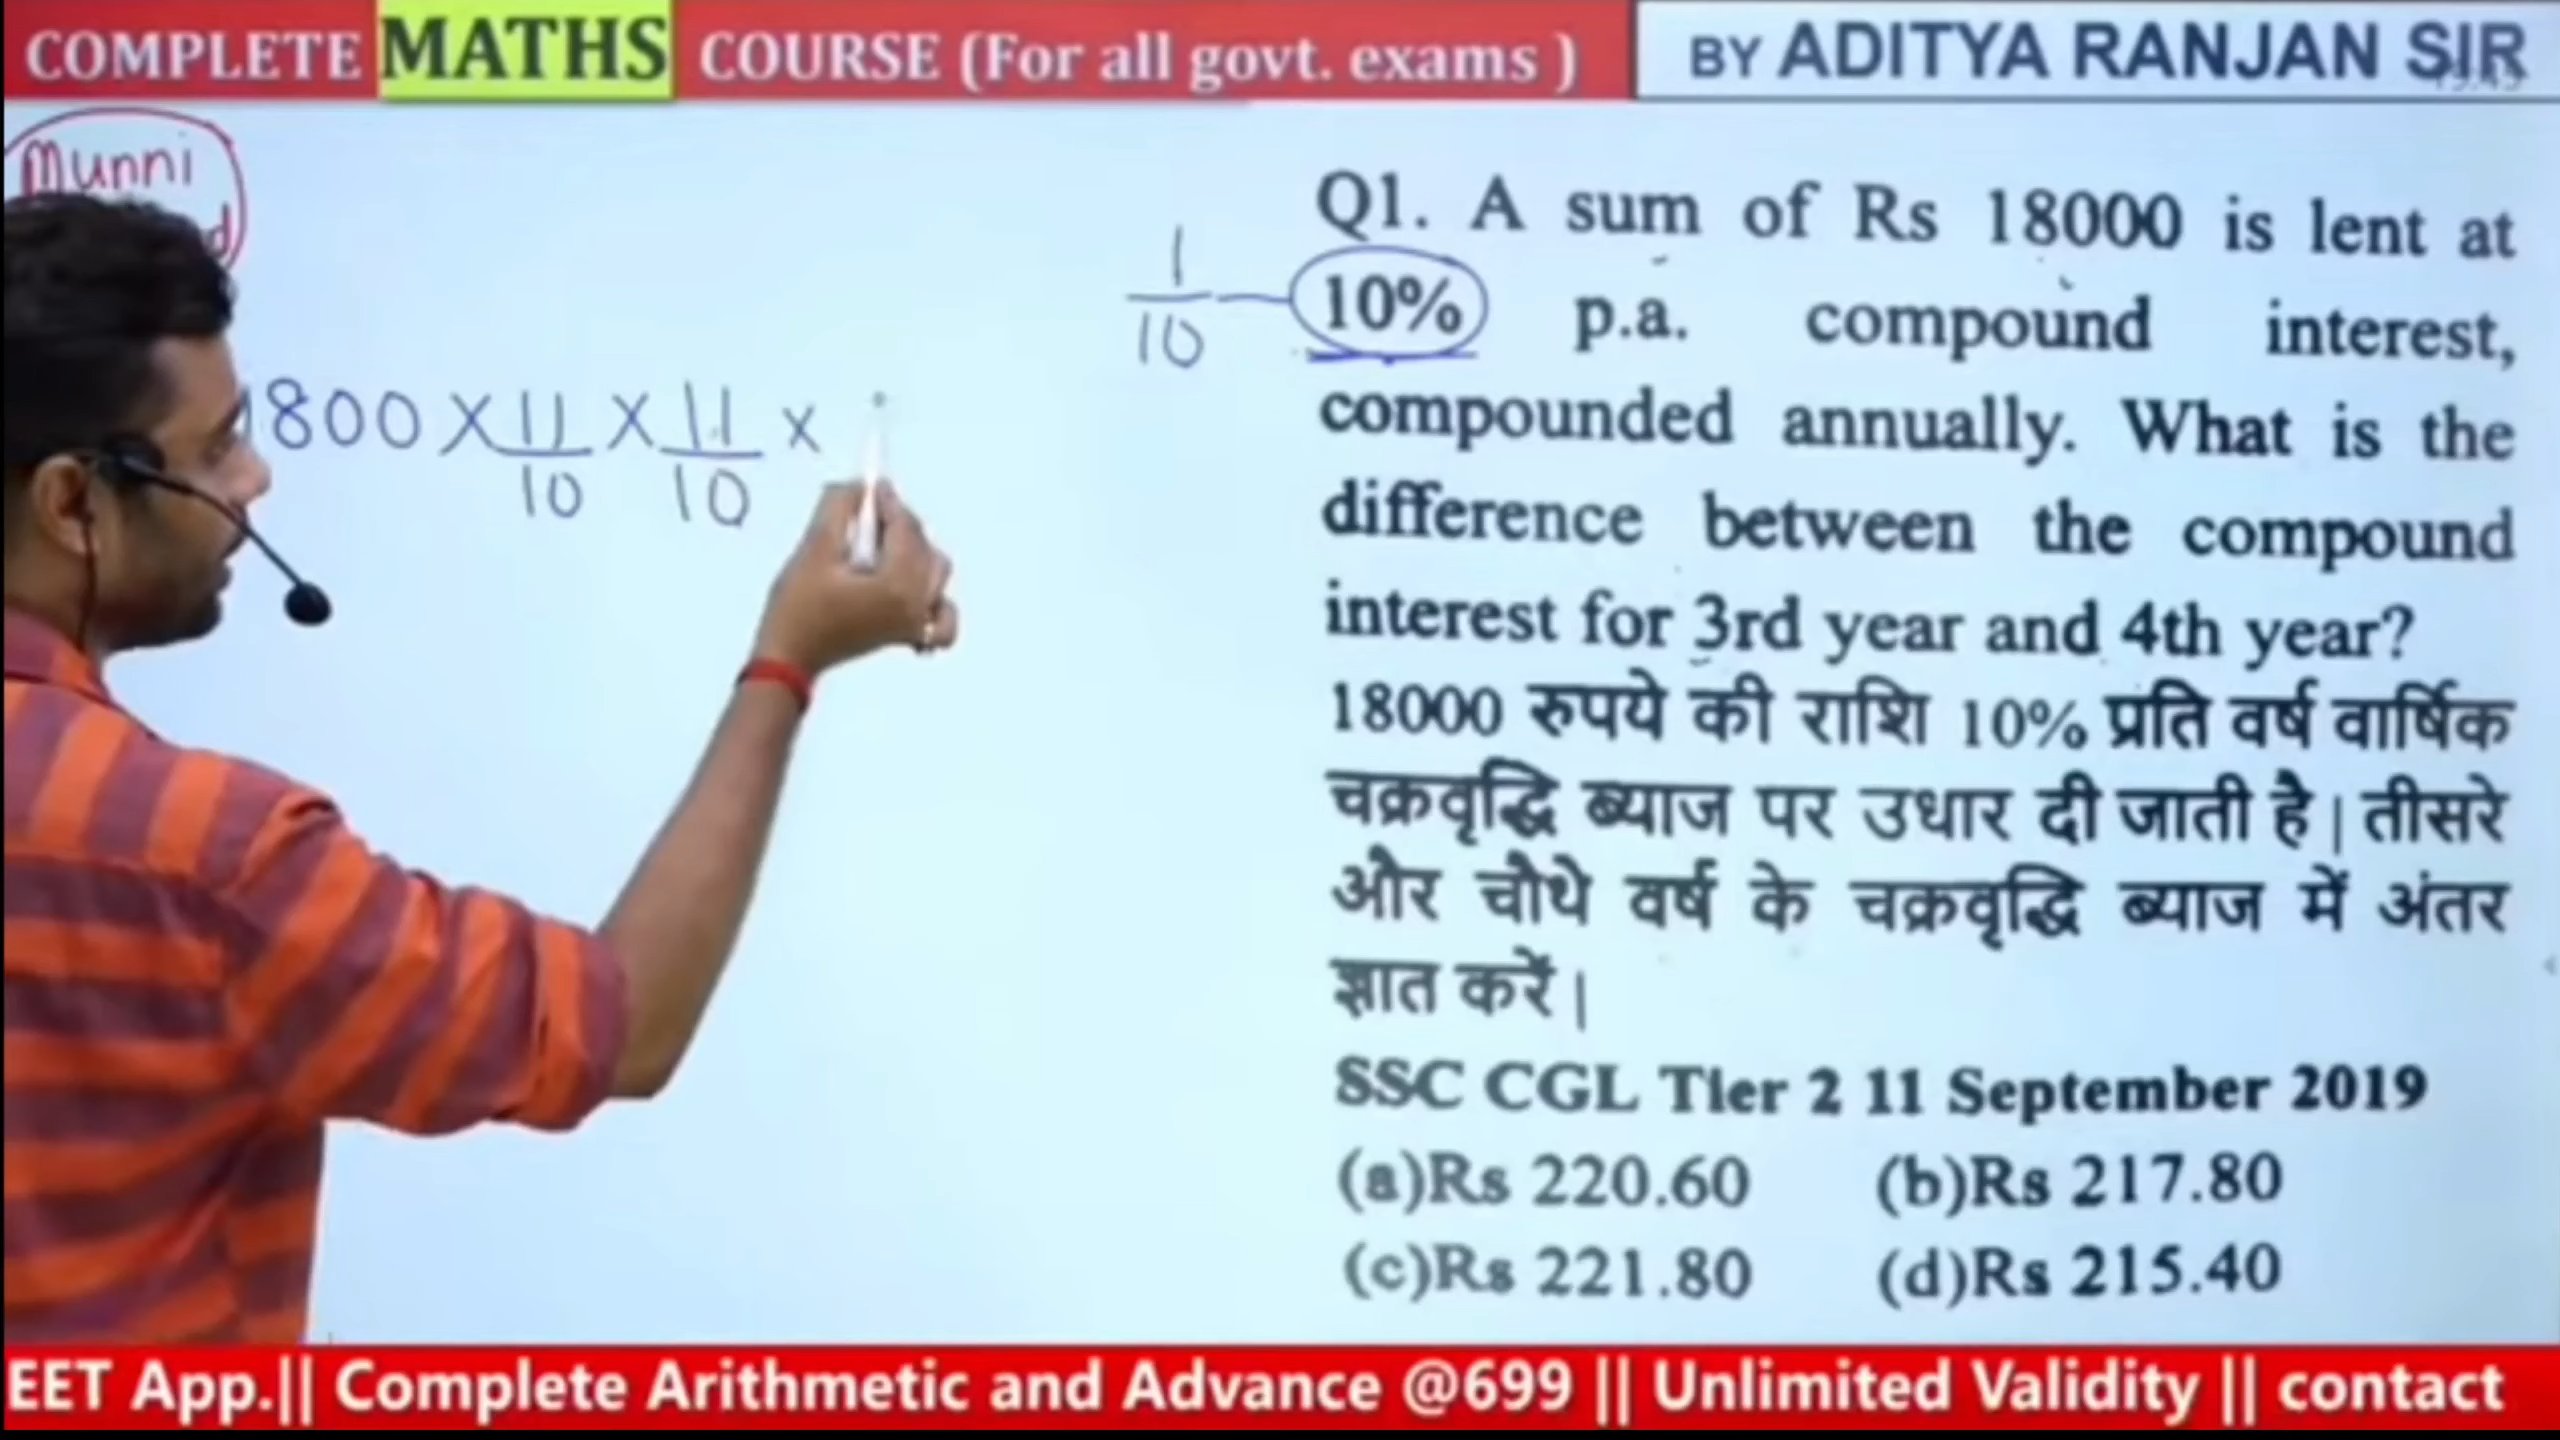 COMPLETE MATHS COURSE (For all govt. exams )
BY ADITYA RANJAN SIR
Munni
1800 × 11/10 × 11/10 ×
1/10
Q1. A sum of Rs 18000 is lent at
10% p.a. compound interest,
compounded annually. What is the
difference between the compound
interest for 3rd year and 4th year?
18000 रुपये की राशि 10% प्रति वर्ष वार्षिक
चक्रवृद्धि ब्याज पर उधार दी जाती है | तीसरे
और चौथे वर्ष के चक्रवृद्धि ब्याज में अंतर
ज्ञात करें |
SSC CGL Tier 2 11 September 2019
(a)Rs 220.60 (b)Rs 217.80
(c)Rs 221.80 (d)Rs 215.40
EET App.|| Complete Arithmetic and Advance @699 || Unlimited Validity || contact